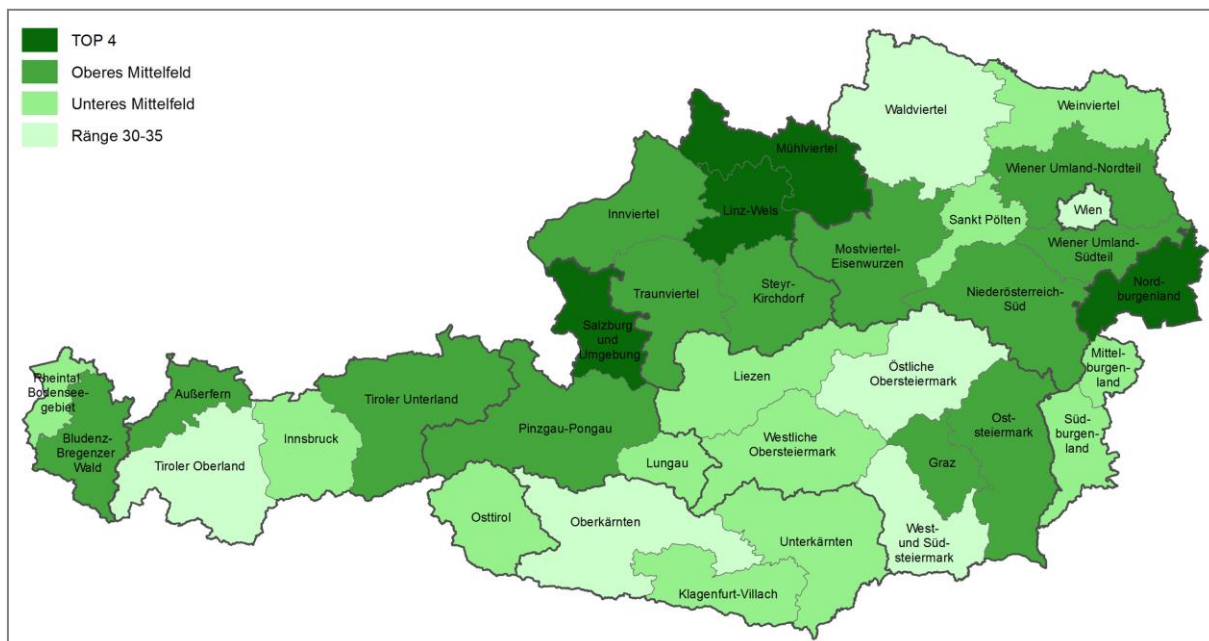 TOP 4
Oberes Mittelfeld
Unteres Mittelfeld
Ränge 30-35
Waldviertel
Weinviertel
Mühlviertel
Wiener Umland-Nordteil
Innviertel
Linz-Wels
Sankt Pölten
Wien
Mostviertel-
Eisenwurzen
Wiener Umland-
Südteil
Traunviertel
Steyr-
Kirchdorf
Niederösterreich-
Süd
Nord-
burgenland
Salzburg
und
Umgebung
Mittel-
burgen-
land
Rheintal
Bodensee-
gebiet
Außerfern
Tiroler Unterland
Liezen
Östliche
Obersteiermark
Bludenz-
Bregenzer
Wald
Innsbruck
Pinzgau-Pongau
Ost-
steiermark
Süd-
burgen-
land
Tiroler Oberland
Westliche
Obersteiermark
Lungau
Graz
Osttirol
Oberkärnten
Unterkärnten
West-
und Süd-
steiermark
Klagenfurt-Villach